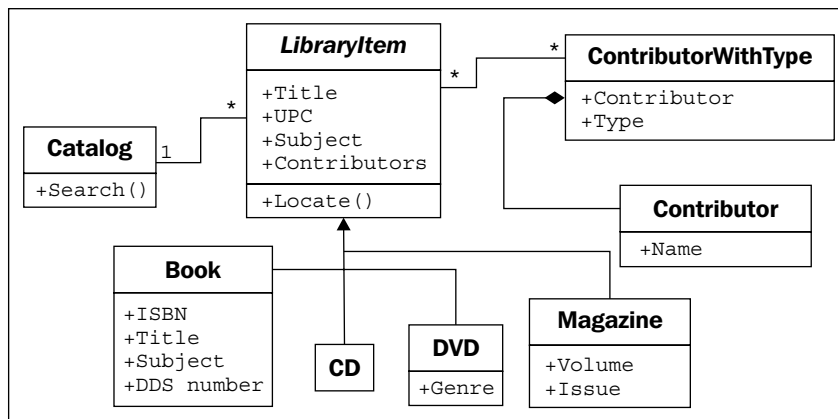 LibraryItem
+Title
+UPC
+Subject
+Contributors
+Locate()
*
*
ContributorWithType
+Contributor
+Type
Catalog
+Search()
1
*
Contributor
+Name
Book
+ISBN
+Title
+Subject
+DDS number
CD
DVD
+Genre
Magazine
+Volume
+Issue